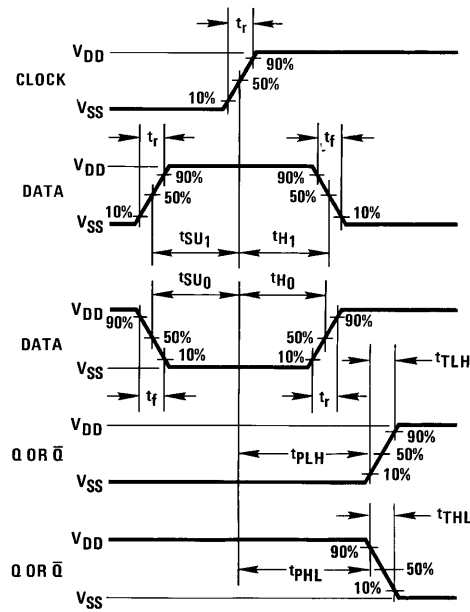 tr
VDD
90%
CLOCK
50%
10%
VSS
tr
tf
VDD
90%
90%
DATA
50%
50%
10%
10%
VSS
tSU1
tH1
tSU0
tH0
VDD
90%
90%
DATA
50%
50%
10%
10%
tTLH
VSS
tf
tr
VDD
90%
Q OR Q̅
tPLH
50%
10%
VSS
tTHL
VDD
90%
Q OR Q̅
tPHL
50%
10%
VSS